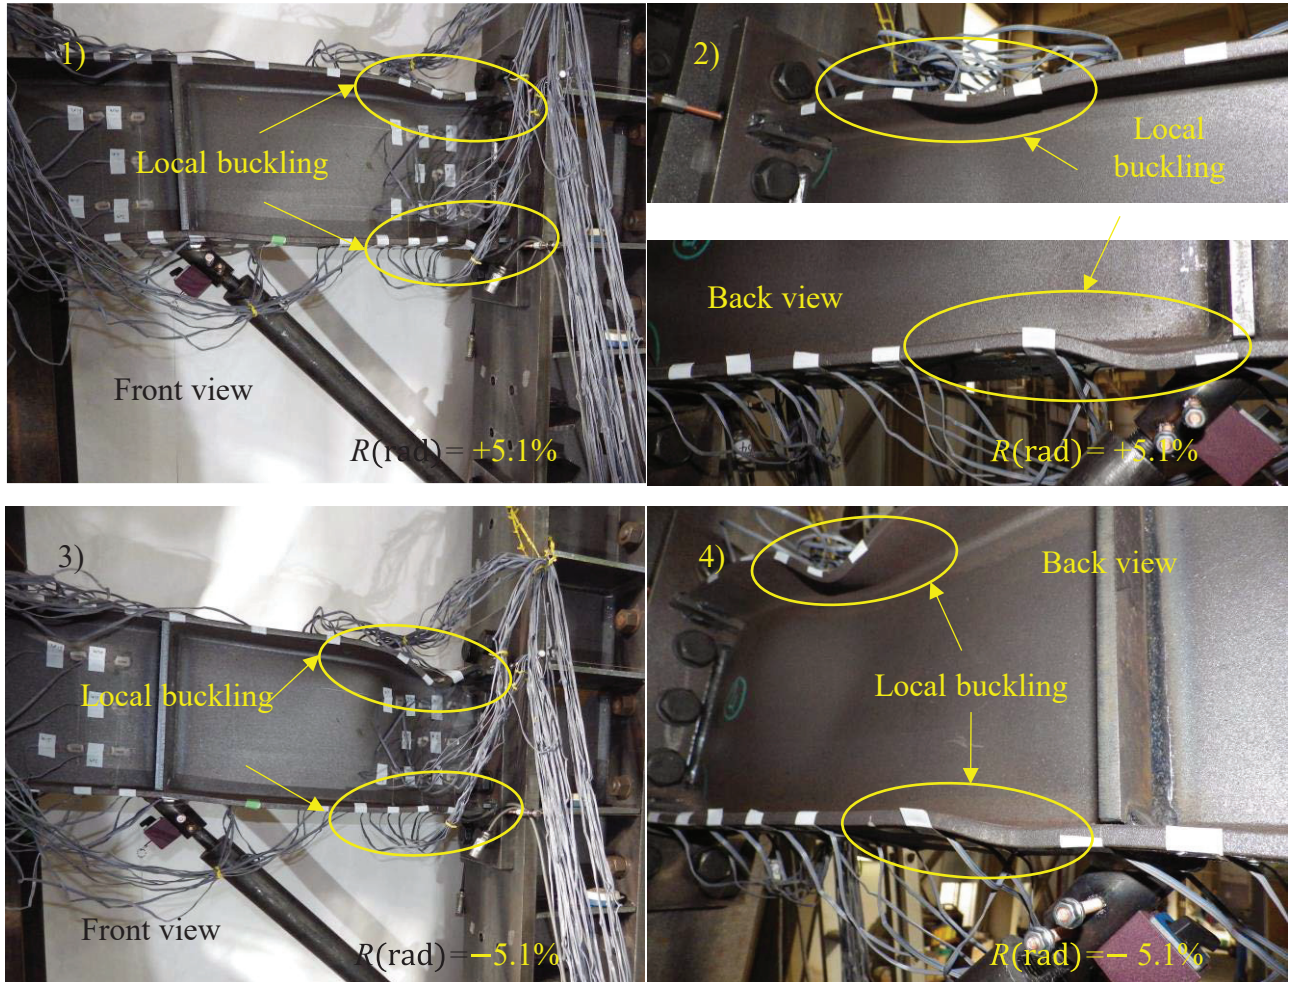 1)
Local buckling
Front view
R(rad)= +5.1%
2)
Local
buckling
Back view
R(rad)= +5.1%
3)
Local buckling
Front view
R(rad)=−5.1%
4)
Back view
Local buckling
R(rad)=− 5.1%